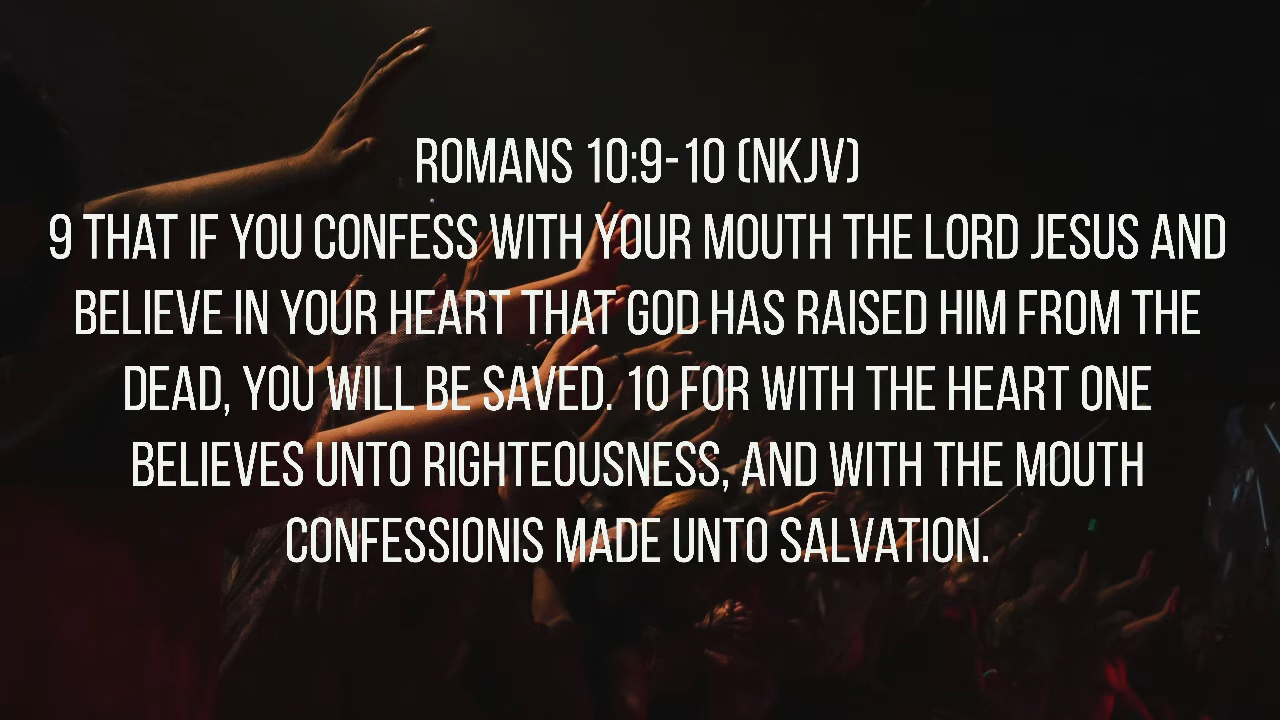 ROMANS 10:9-10 (NKJV)
9 THAT IF YOU CONFESS WITH YOUR MOUTH THE LORD JESUS AND
BELIEVE IN YOUR HEART THAT GOD HAS RAISED HIM FROM THE
DEAD, YOU WILL BE SAVED. 10 FOR WITH THE HEART ONE
BELIEVES UNTO RIGHTEOUSNESS, AND WITH THE MOUTH
CONFESSIONIS MADE UNTO SALVATION.